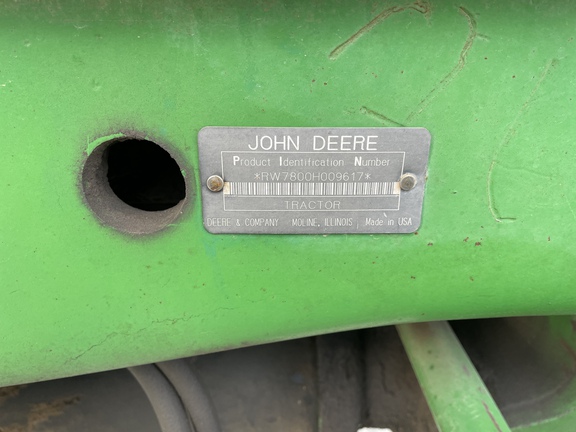 JOHN DEERE
Product Identification Number
*RW7800H009617*
TRACTOR
DEERE & COMPANY MOLINE, ILLINOIS Made in USA